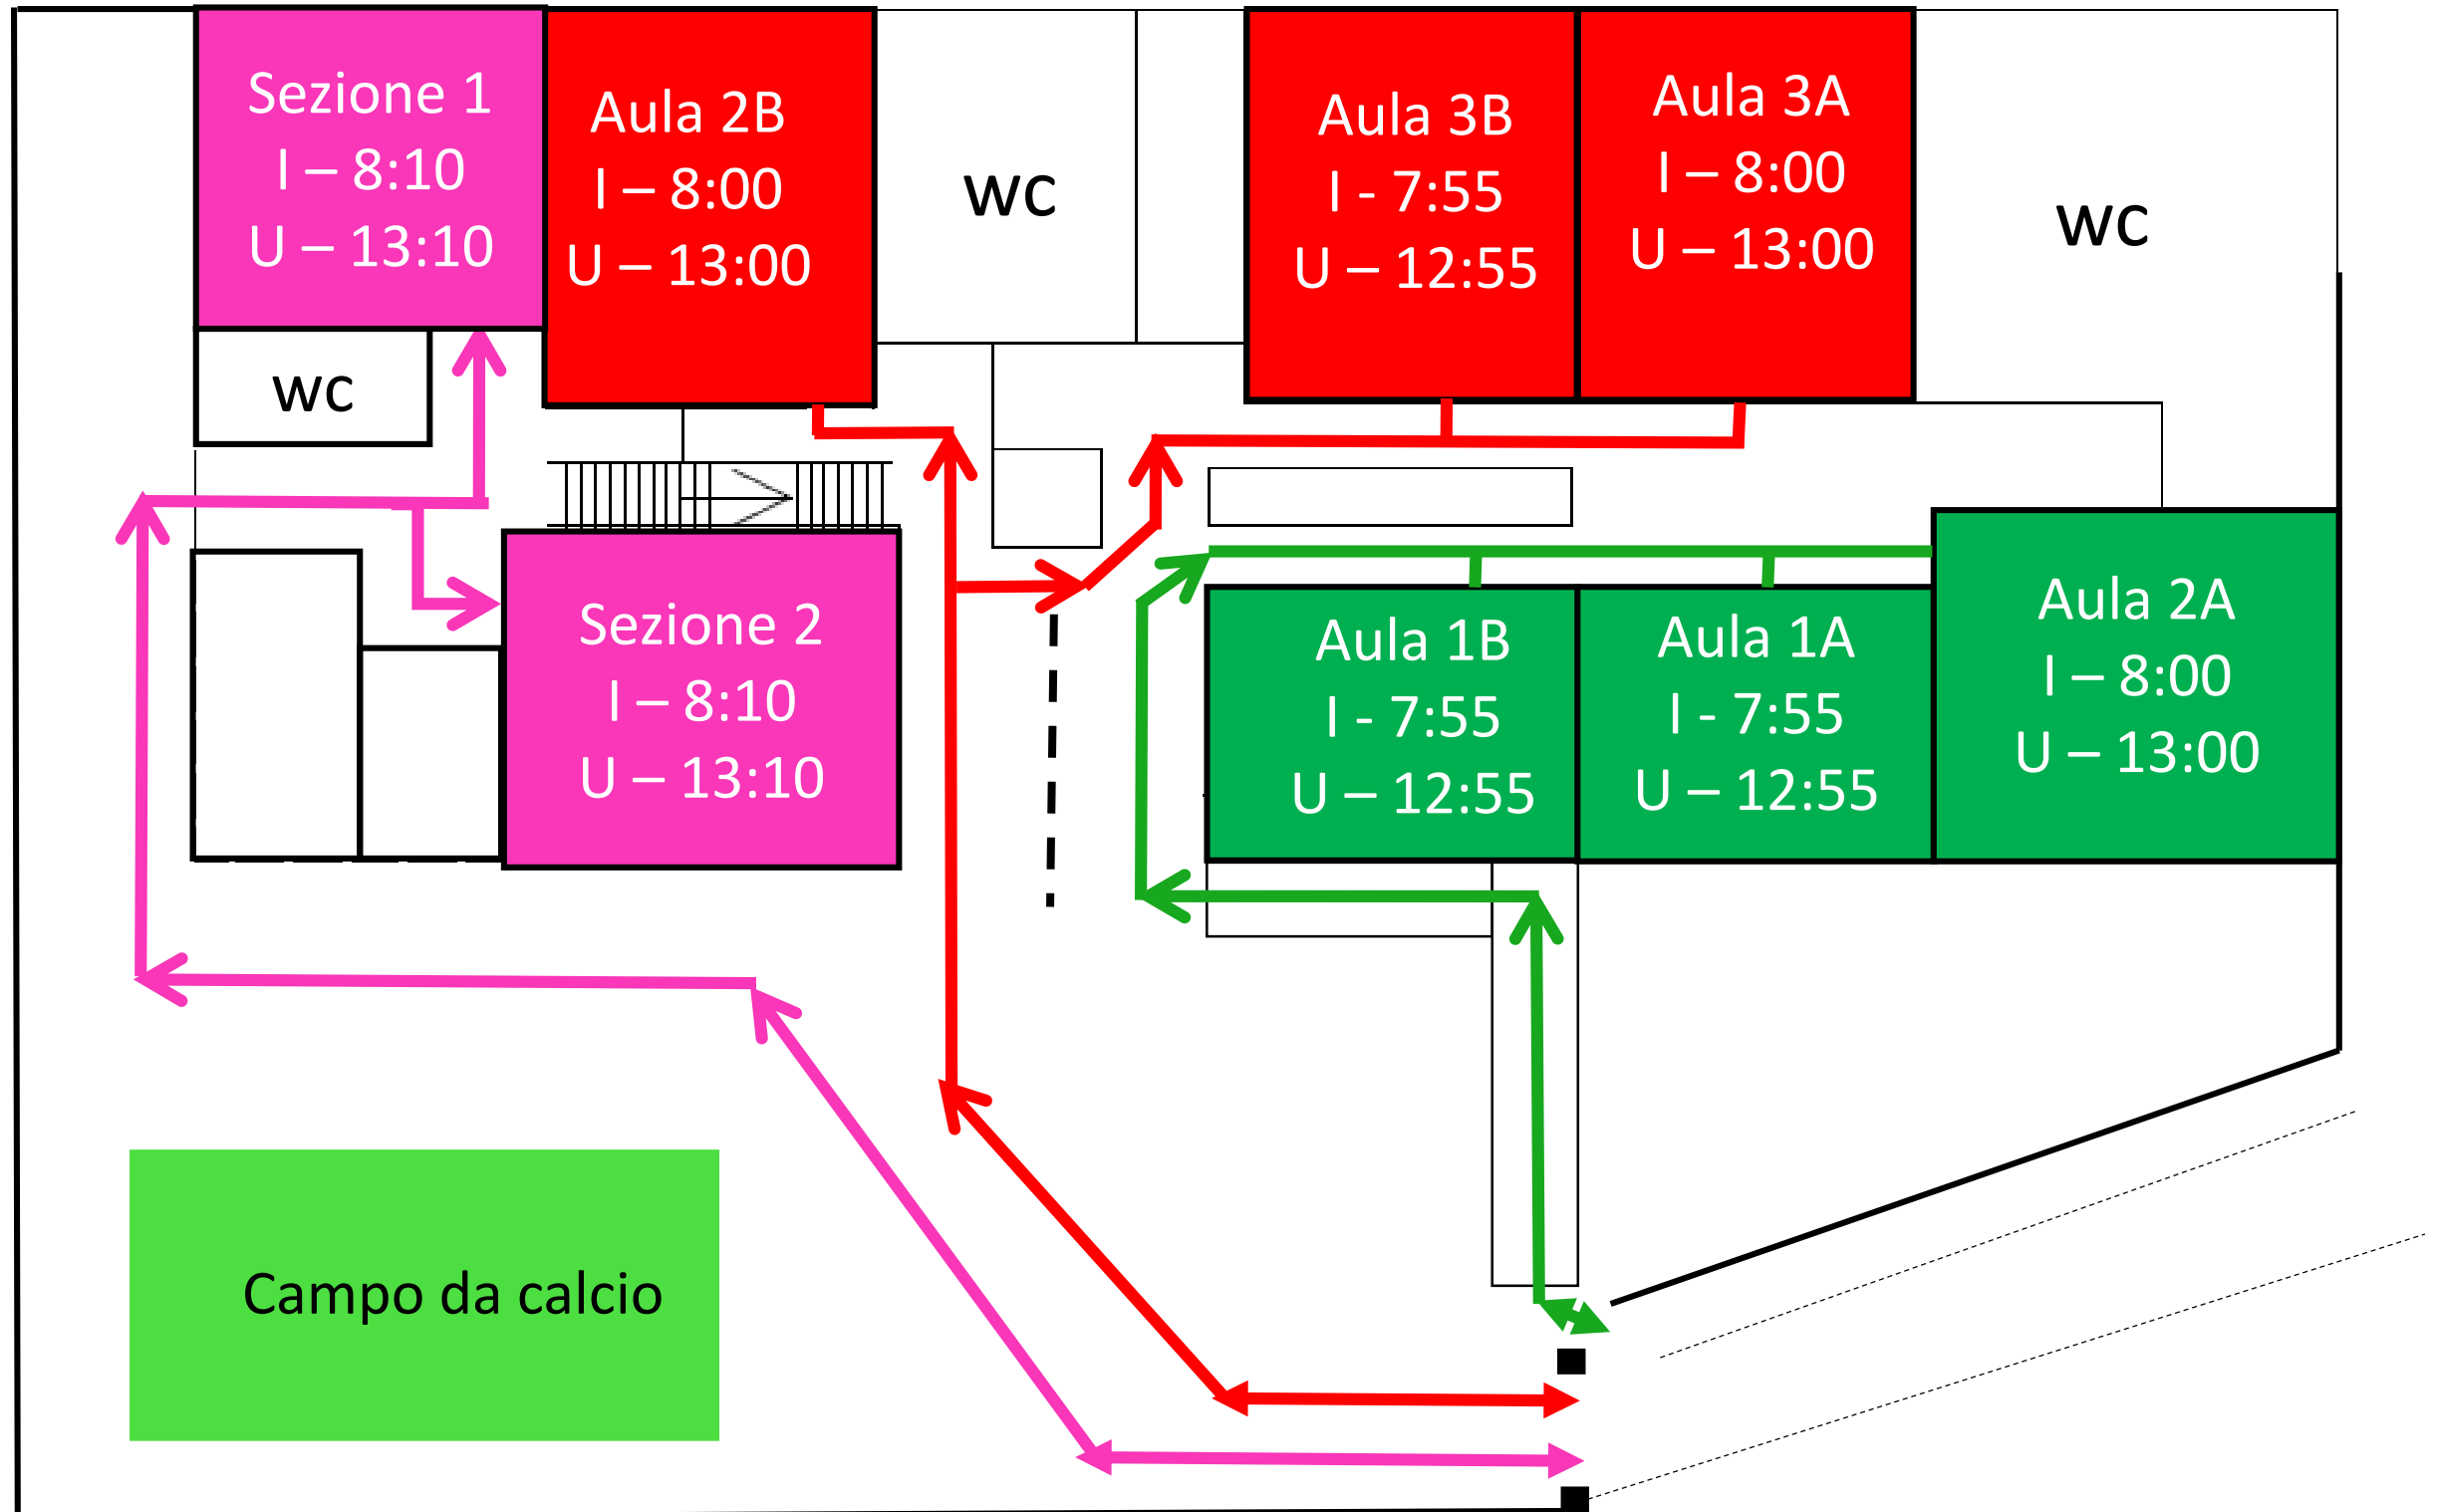 Sezione 1
I – 8:10
U – 13:10
Aula 2B
I – 8:00
U – 13:00
wc
Aula 3B
I - 7:55
U – 12:55
Aula 3A
I – 8:00
U – 13:00
wc
wc
Sezione 2
I – 8:10
U – 13:10
Aula 1B
I - 7:55
U – 12:55
Aula 1A
I - 7:55
U – 12:55
Aula 2A
I – 8:00
U – 13:00
Campo da calcio